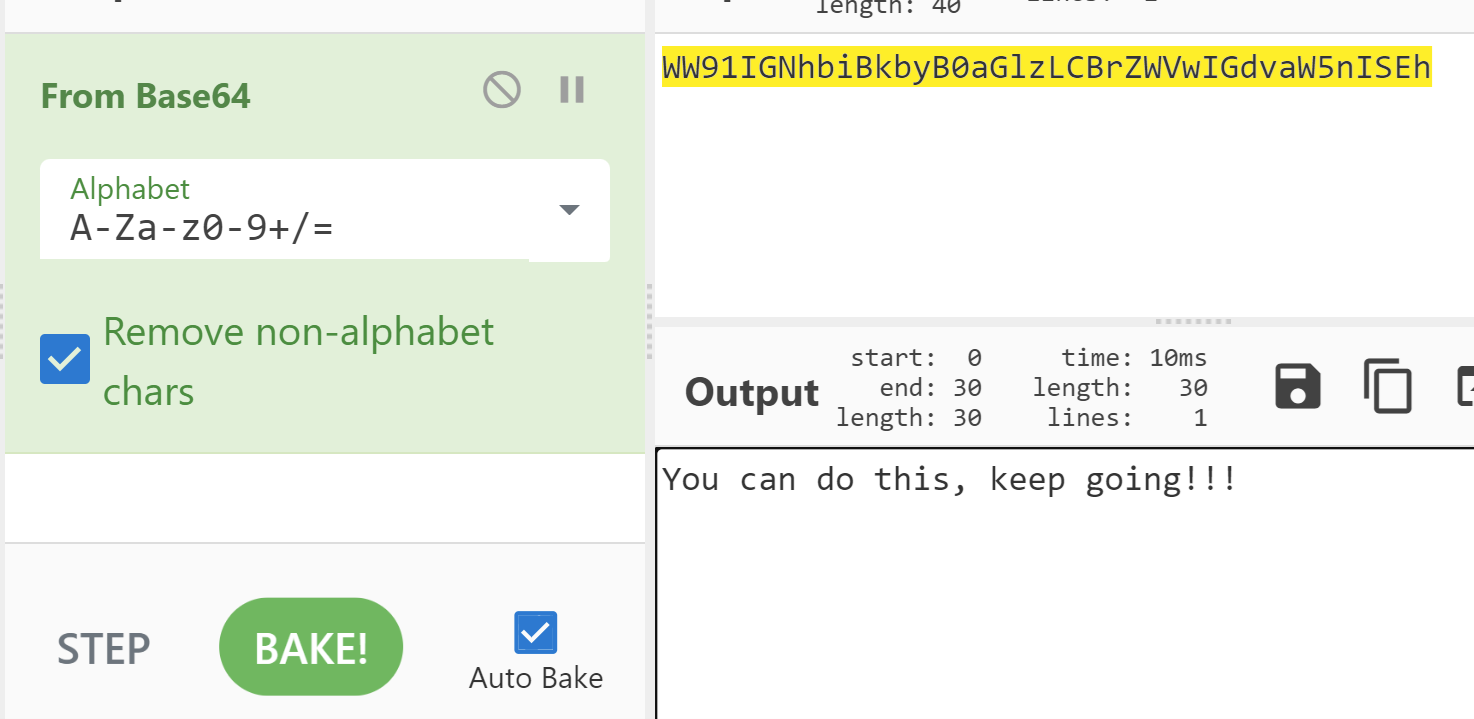 length: 40
From Base64
Alphabet
A-Za-z0-9+/=
Remove non-alphabet
chars
STEP
BAKE!
Auto Bake
WW91IGNhbiBkbyB0aGlzLCBrZWVwIGdvaW5nISEh
Output
start: 0 time: 10ms
end: 30 length: 30
length: 30 lines: 1
You can do this, keep going!!!